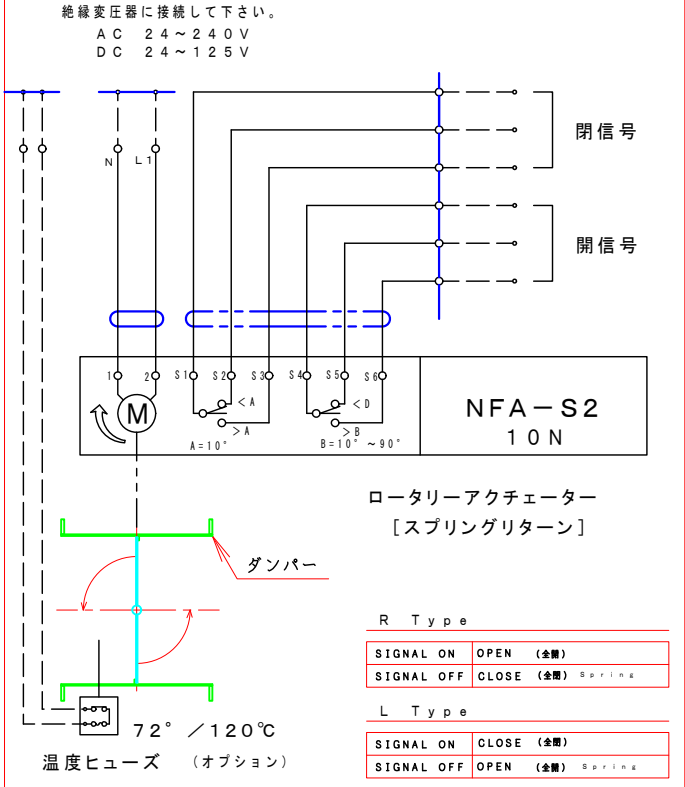 絶縁変圧器に接続して下さい。
AC 24～240V
DC 24～125V
N
L1
閉信号
開信号
1 2 S1 S2 S3 S4 S5 S6
M
<A
>A
A=10°
<D
>B
B=10° ～90°
NFA－S2
10N
ロータリーアクチェーター
[スプリングリターン]
ダンパー
R Type
SIGNAL ON OPEN (全開)
SIGNAL OFF CLOSE (全閉) Spring
L Type
SIGNAL ON CLOSE (全閉)
SIGNAL OFF OPEN (全開) Spring
72° ／120℃
温度ヒューズ (オプション)